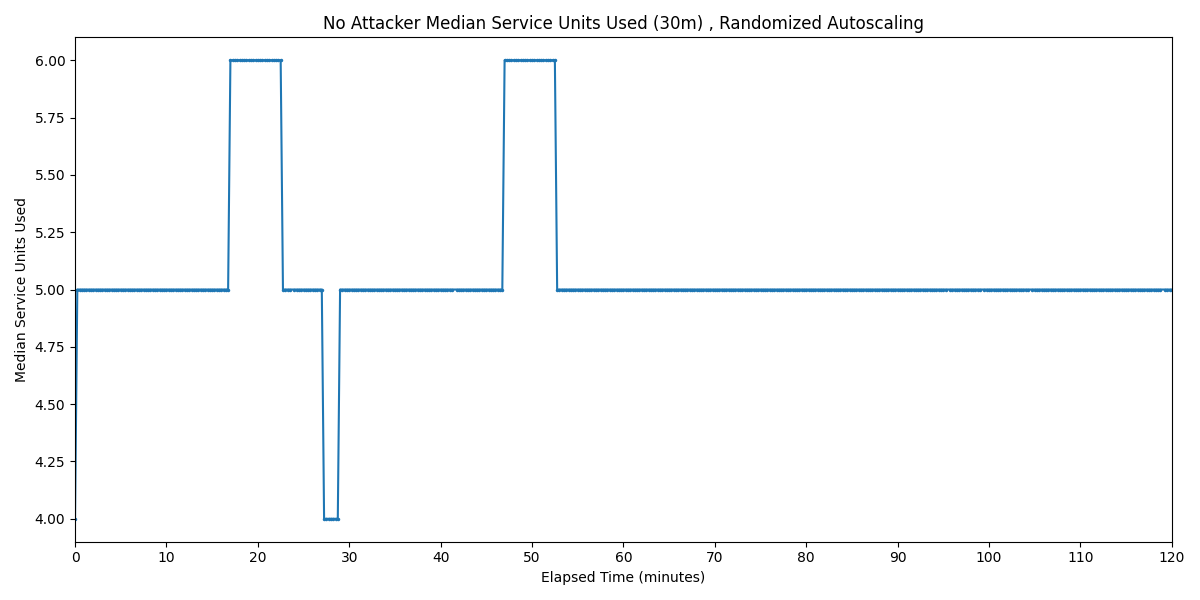 No Attacker Median Service Units Used (30m) , Randomized Autoscaling
Median Service Units Used
6.00
5.75
5.50
5.25
5.00
4.75
4.50
4.25
4.00
0 10 20 30 40 50 60 70 80 90 100 110 120
Elapsed Time (minutes)